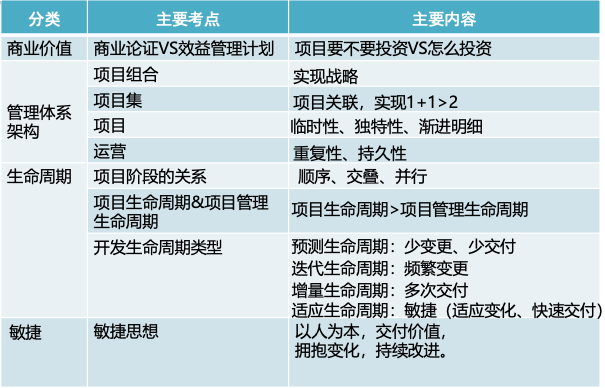 分类 主要考点 主要内容
商业价值 商业论证VS效益管理计划 项目要不要投资VS怎么投资
管理体系
架构
项目组合 实现战略
项目集 项目关联，实现1+1>2
项目 临时性、独特性、渐进明细
运营 重复性、持久性
生命周期 项目阶段的关系 顺序、交叠、并行
项目生命周期&项目管理
生命周期
项目生命周期>项目管理生命周期
开发生命周期类型 预测生命周期：少变更、少交付
迭代生命周期：频繁变更
增量生命周期：多次交付
适应生命周期：敏捷（适应变化、快速交付）
敏捷 敏捷思想 以人为本，交付价值，
拥抱变化，持续改进。